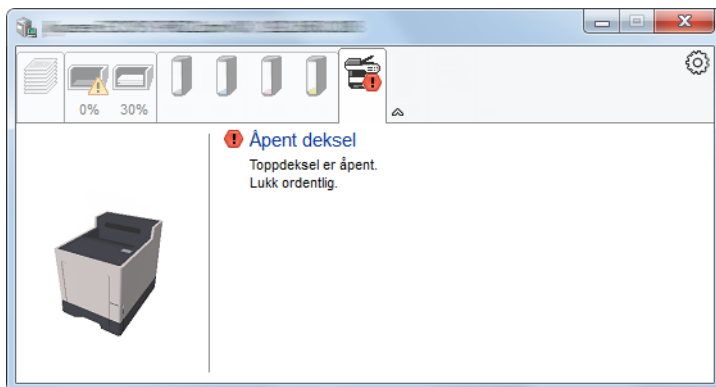 0% 30%
Åpent deksel
Toppdeksel er åpent.
Lukk ordentlig.